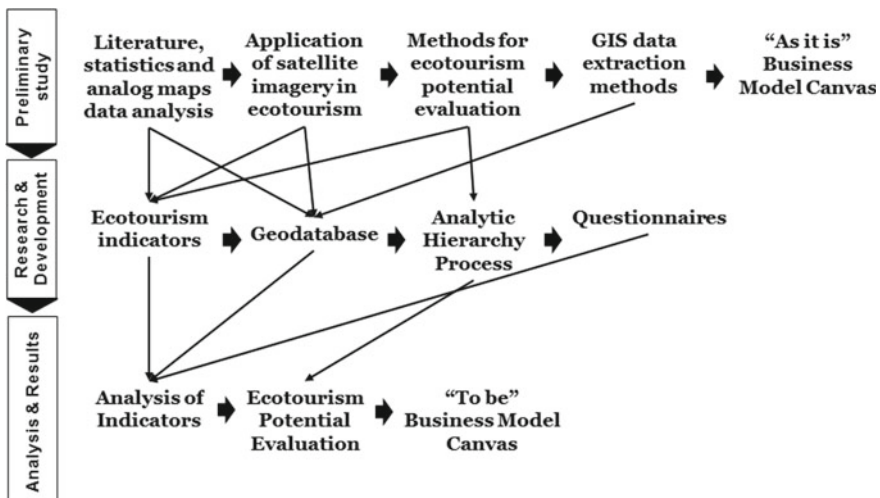 Preliminary
study
Literature,
statistics and
analog maps
data analysis
Application
of satellite
imagery in
ecotourism
Methods for
ecotourism
potential
evaluation
GIS data
extraction
methods
“As it is”
Business
Model Canvas
Research &
Development
Ecotourism
indicators
Geodatabase
Analytic
Hierarchy
Process
Questionnaires
Analysis & Results
Analysis of
Indicators
Ecotourism
Potential
Evaluation
“To be”
Business Model
Canvas